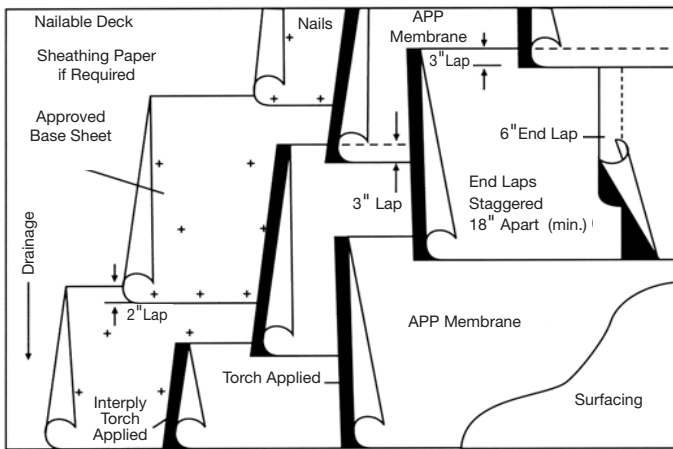 Nailable Deck
Sheathing Paper
if Required
Approved
Base Sheet
Nails
APP
Membrane
3" Lap
6" End Lap
3" Lap
End Laps
Staggered
18" Apart (min.)
Drainage
2" Lap
APP Membrane
Torch Applied
Interply
Torch
Applied
Surfacing